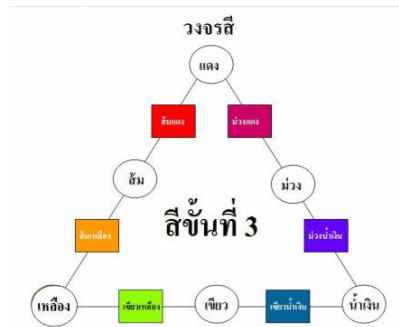 วงจรสี
แดง
ส้มแดง
ม่วงแดง
ส้ม
ม่วง
สีขั้นที่ 3
ส้มเหลือง
ม่วงน้ำเงิน
เหลือง
เขียวเหลือง
เขียว
เขียวน้ำเงิน
น้ำเงิน